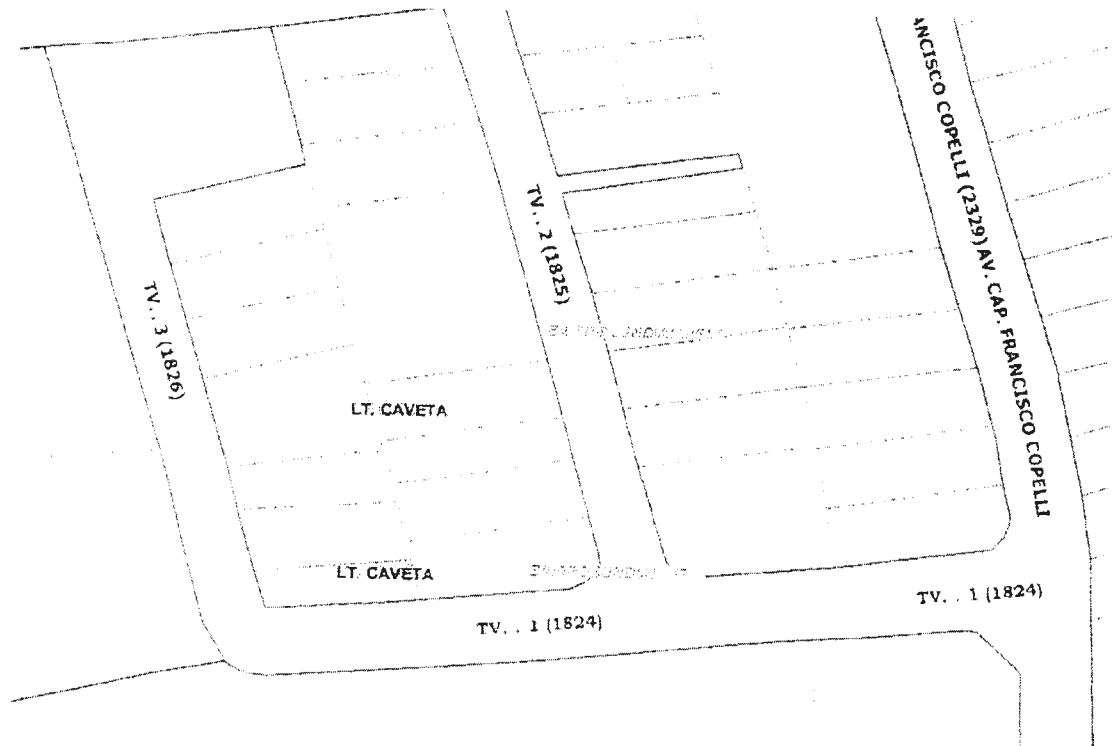 ANCISCO COPELLI (2329) AV. CAP. FRANCISCO COPELLI
TV. . 2 (1825)
TV. . 3 (1826)
LT. CAVETA
LT. CAVETA
TV. . 1 (1824)
TV. . 1 (1824)